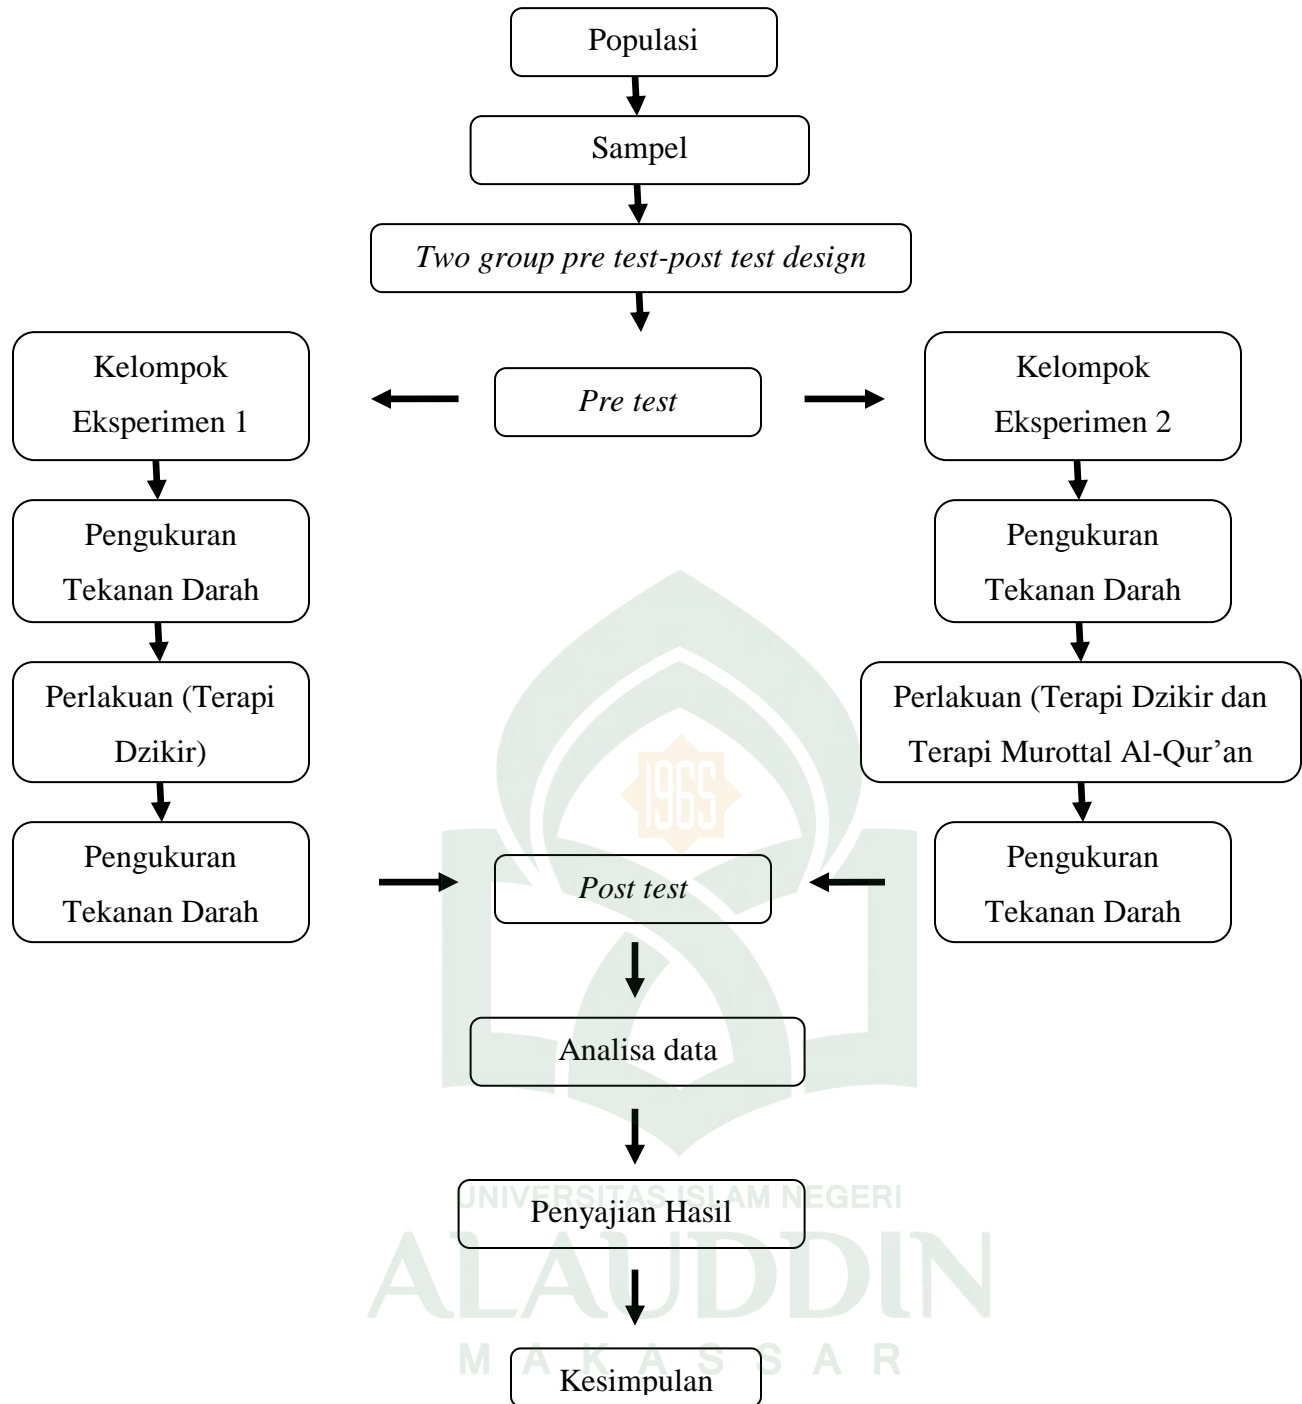 Populasi
Sampel
Two group pre test-post test design
Kelompok
Eksperimen 1
Pre test
Kelompok
Eksperimen 2
Pengukuran
Tekanan Darah
Pengukuran
Tekanan Darah
Perlakuan (Terapi
Dzikir)
Perlakuan (Terapi Dzikir dan
Terapi Murottal Al-Qur’an
1965
Pengukuran
Tekanan Darah
Post test
Pengukuran
Tekanan Darah
Analisa data
UNIVERSITAS ISLAM NEGERI
Penyajian Hasil
ALAUDDIN
MAKASSAR
Kesimpulan